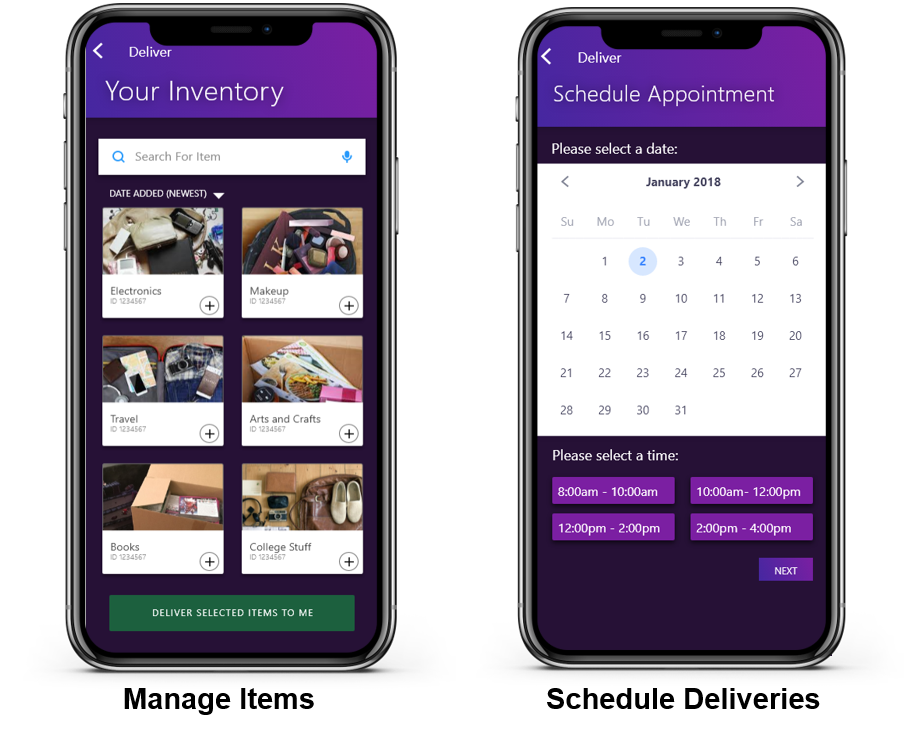 Deliver
Your Inventory
Search For Item
DATE ADDED (NEWEST)
Electronics
ID 1234567
Makeup
ID 1234567
Travel
ID 1234567
Arts and Crafts
ID 1234567
Books
ID 1234567
College Stuff
ID 1234567
DELIVER SELECTED ITEMS TO ME
Manage Items
Deliver
Schedule Appointment
Please select a date:
January 2018
Su Mo Tu We Th Fr Sa
1 2 3 4 5 6
7 8 9 10 11 12 13
14 15 16 17 18 19 20
21 22 23 24 25 26 27
28 29 30 31
Please select a time:
8:00am - 10:00am 10:00am- 12:00pm
12:00pm - 2:00pm 2:00pm - 4:00pm
NEXT
Schedule Deliveries